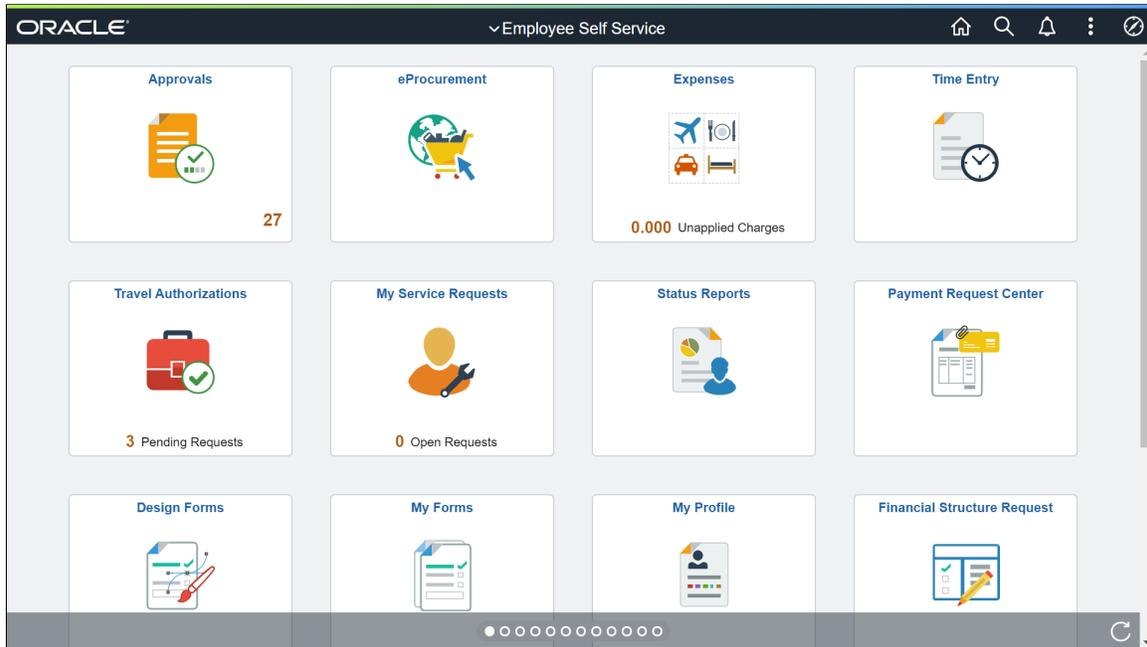 ORACLE
Employee Self Service
Approvals
eProcurement
Expenses
Time Entry
27
0.000 Unapplied Charges
Travel Authorizations
My Service Requests
Status Reports
Payment Request Center
3 Pending Requests
0 Open Requests
Design Forms
My Forms
My Profile
Financial Structure Request